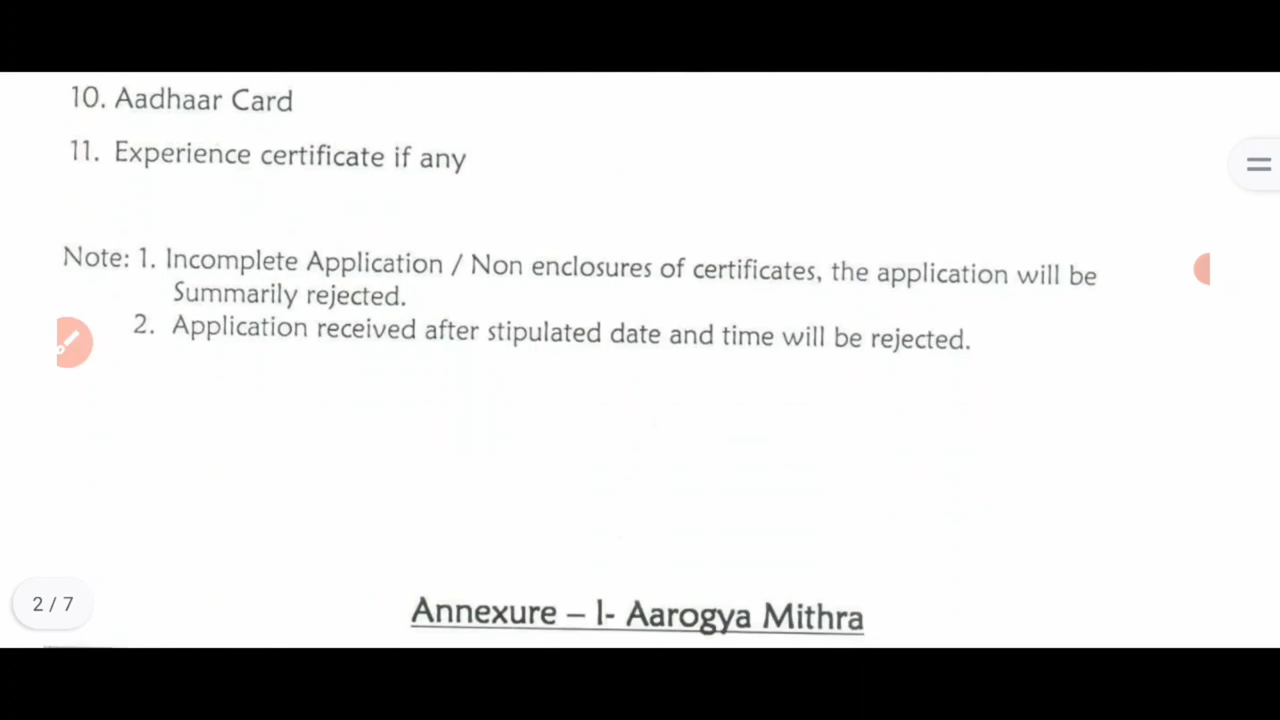 10. Aadhaar Card
11. Experience certificate if any
Note: 1. Incomplete Application / Non enclosures of certificates, the application will be
Summarily rejected.
2. Application received after stipulated date and time will be rejected.
2 / 7
Annexure – I- Aarogya Mithra